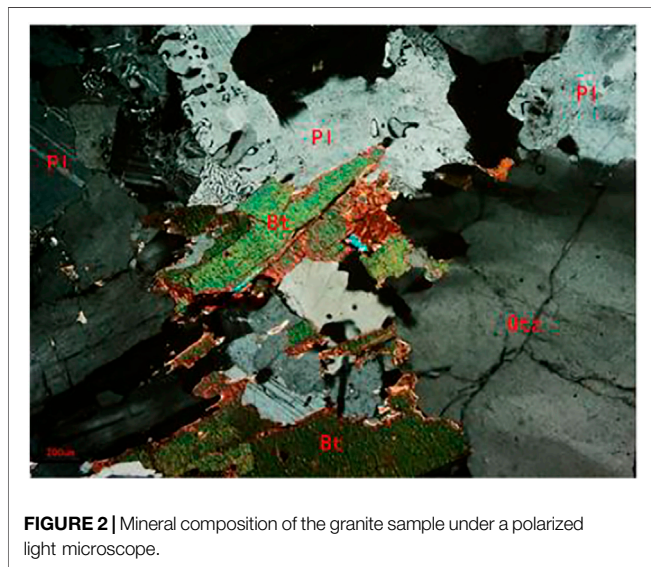 Pl
Pl
Pl
Bt
Qtz
Bt
200um
FIGURE 2 | Mineral composition of the granite sample under a polarized
light microscope.